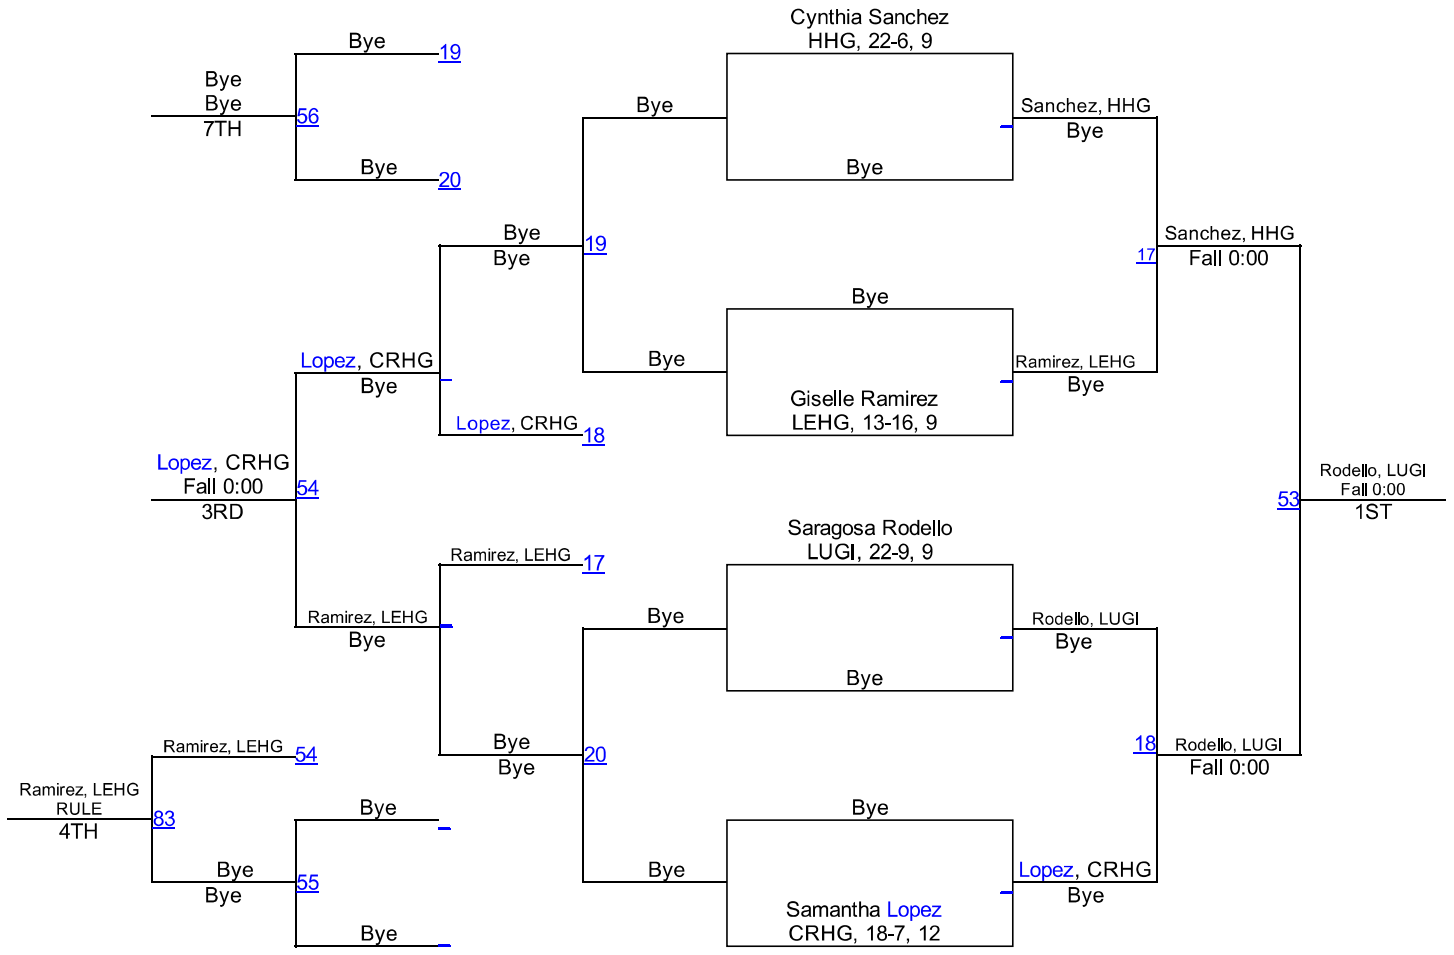 Cynthia Sanchez
HHG, 22-6, 9
Bye
19
Bye
Bye
56
7TH
Bye
20
Bye
Sanchez, HHG
Bye
Bye
Bye
Bye
19
Sanchez, HHG
17
Fall 0:00
Bye
Bye
Ramirez, LEHG
Bye
Giselle Ramirez
LEHG, 13-16, 9
Lopez, CRHG
Bye
Lopez, CRHG
18
Lopez, CRHG
Fall 0:00
54
3RD
Rodello, LUGI
Fall 0:00
53
1ST
Saragosa Rodello
LUGI, 22-9, 9
Ramirez, LEHG
17
Ramirez, LEHG
Bye
Bye
Rodello, LUGI
Bye
Bye
Bye
Bye
20
18
Rodello, LUGI
Fall 0:00
Ramirez, LEHG
54
Ramirez, LEHG
RULE
83
4TH
Bye
Bye
Bye
Bye
55
Bye
Lopez, CRHG
Bye
Samantha Lopez
CRHG, 18-7, 12
Bye